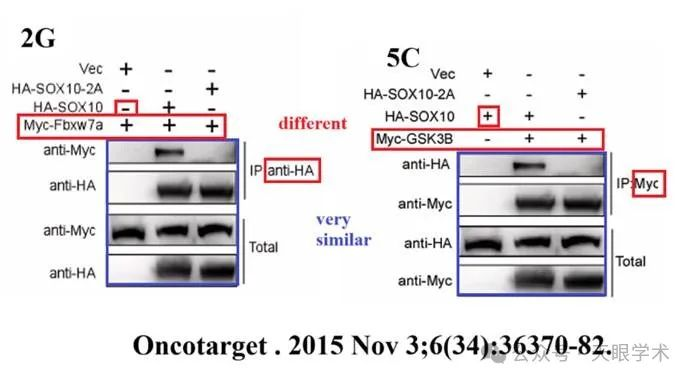 2G
Vec + - -
HA-SOX10-2A - - +
HA-SOX10 - + -
Myc-Fbxw7a + + +
anti-Myc
anti-HA
IP:anti-HA
anti-Myc
anti-HA
Total
different
very
similar
5C
Vec + - -
HA-SOX10-2A - - +
HA-SOX10 + + -
Myc-GSK3B - + +
anti-HA
anti-Myc
IP:Myc
anti-HA
anti-Myc
Total
Oncotarget . 2015 Nov 3;6(34):36370-82.
公众号 · 天眼学术